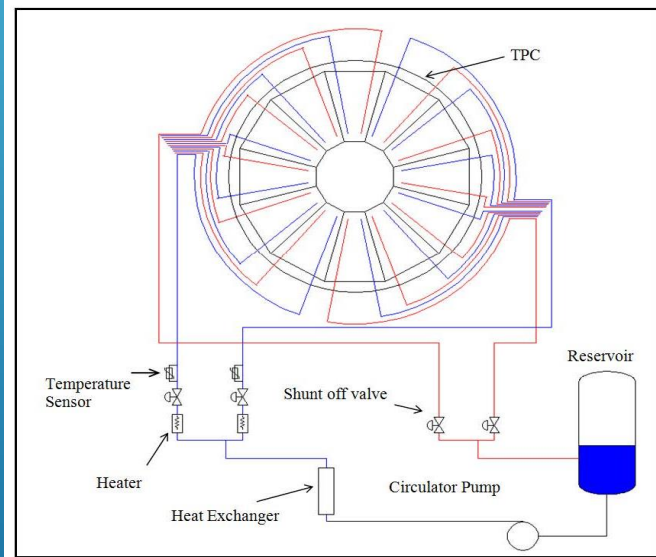 TPC
Reservoir
Temperature
Sensor
Shunt off valve
Heater
Circulator Pump
Heat Exchanger